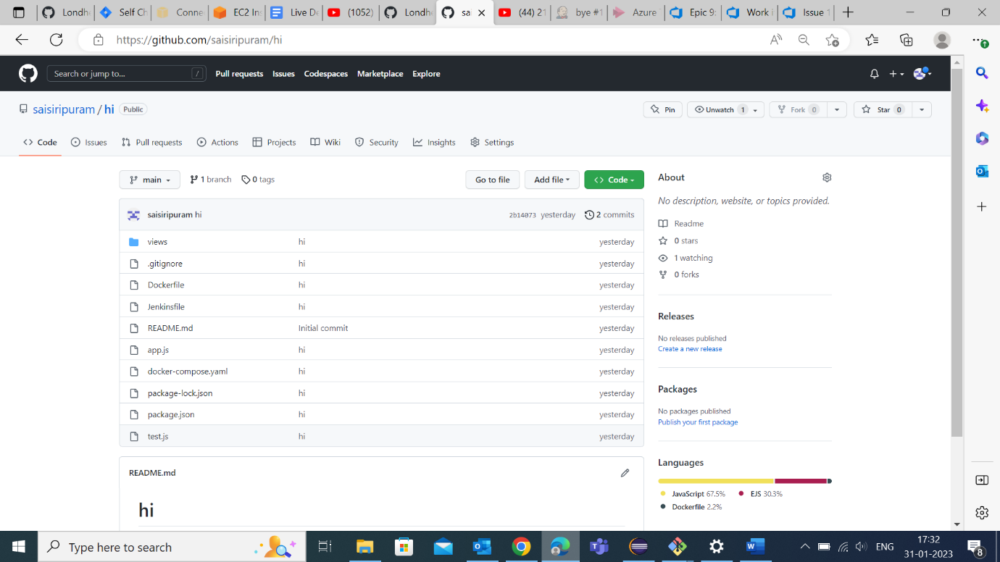 Londhe
Self Ch
Conne
EC2 Ins
Live De
(1052)
Londhe
sai
(44) 21
bye #1
Azure
Epic 9:
Work i
Issue 1
https://github.com/saisiripuram/hi
Search or jump to... /
Pull requests Issues Codespaces Marketplace Explore
saisiripuram / hi Public
Pin Unwatch 1 Fork 0 Star 0
Code Issues Pull requests Actions Projects Wiki Security Insights Settings
main 1 branch 0 tags Go to file Add file Code
saisiripuram hi 2b14073 yesterday 2 commits
views hi yesterday
.gitignore hi yesterday
Dockerfile hi yesterday
Jenkinsfile hi yesterday
README.md Initial commit yesterday
app.js hi yesterday
docker-compose.yaml hi yesterday
package-lock.json hi yesterday
package.json hi yesterday
test.js hi yesterday
README.md
hi
About
No description, website, or topics provided.
Readme
0 stars
1 watching
0 forks
Releases
No releases published
Create a new release
Packages
No packages published
Publish your first package
Languages
JavaScript 67.5% EJS 30.3%
Dockerfile 2.2%
Type here to search
ENG
17:32
31-01-2023
8